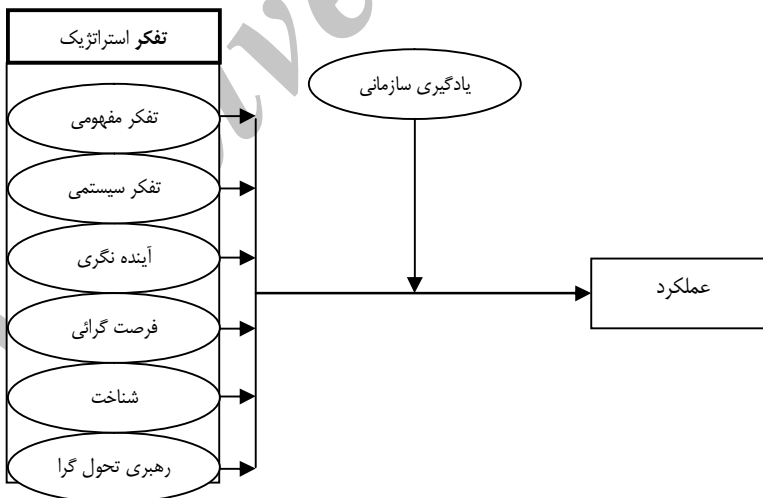 تفکر استراتژیک
یادگیری سازمانی
تفکر مفهومی
تفکر سیستمی
آینده نگری
عملکرد
فرصت گرائی
شناخت
رهبری تحول گرا